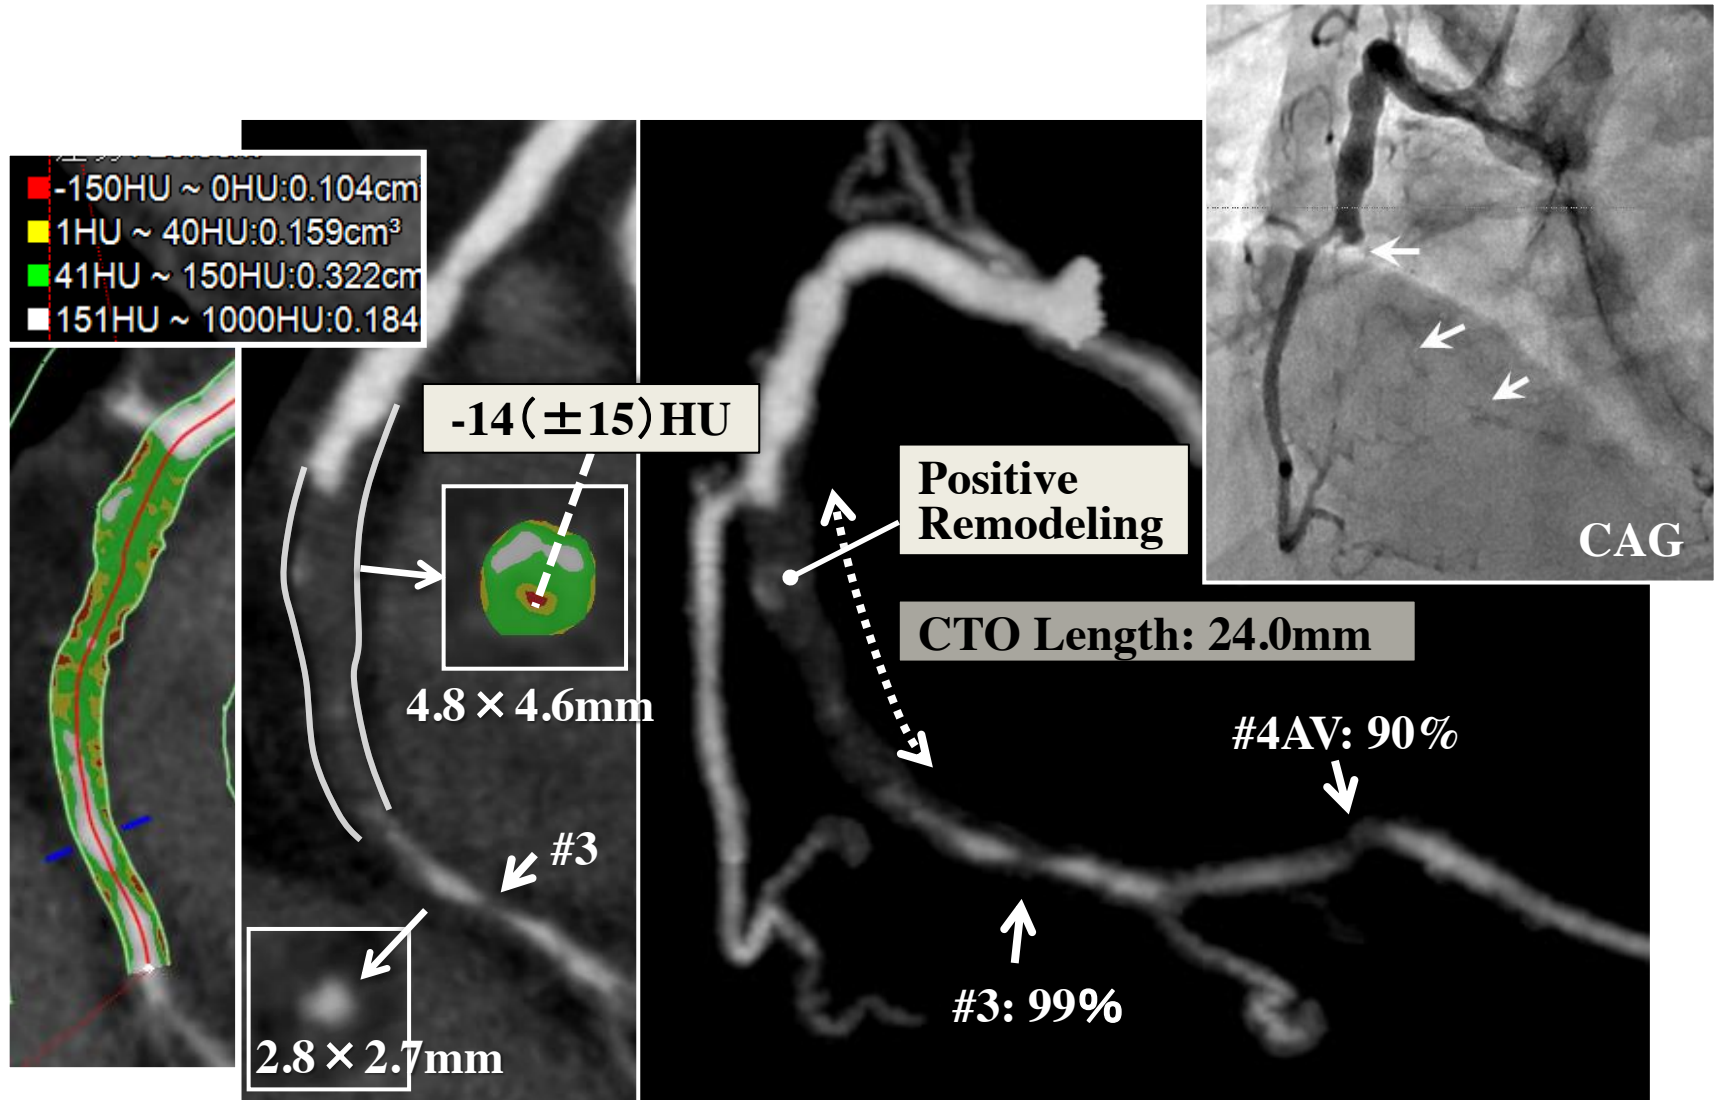 -150HU ~ 0HU:0.104cm
1HU ~ 40HU:0.159cm³
41HU ~ 150HU:0.322cm
151HU ~ 1000HU:0.184
-14(±15)HU
4.8×4.6mm
#3
2.8×2.7mm
Positive
Remodeling
CTO Length: 24.0mm
#4AV: 90%
#3: 99%
CAG